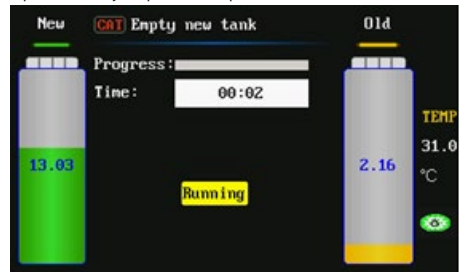 New
CAT Empty new tank
Old
Progress:
Time: 00:02
TEMP
31.0
°C
13.03
2.16
Running